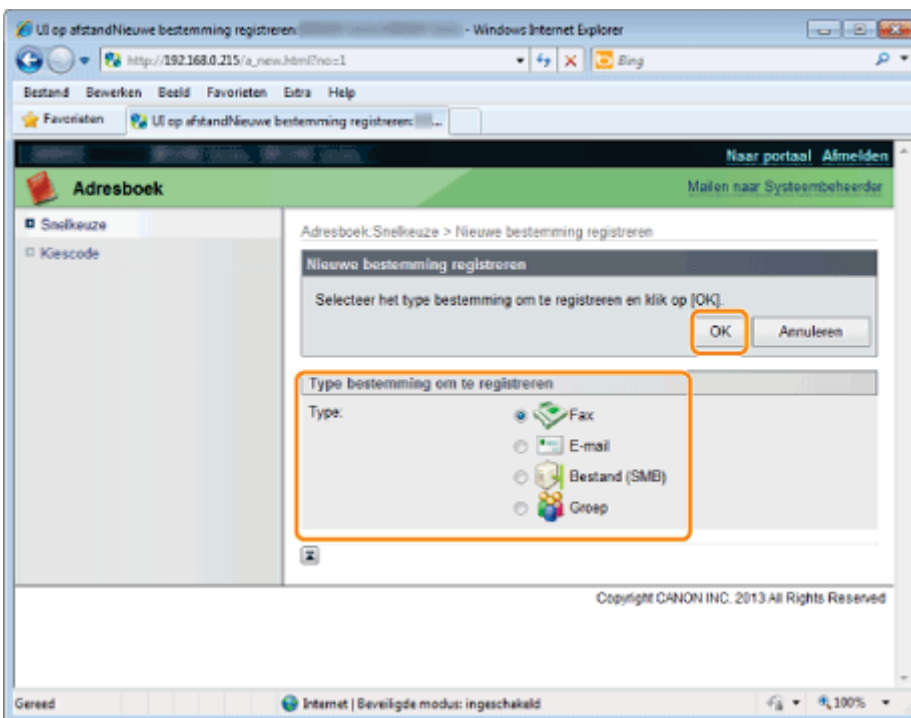 UI op afstandNieuwe bestemming registreren: - Windows Internet Explorer
http://192.168.0.215/a_new.html?no=1
Bing
Bestand Bewerken Beeld Favorieten Extra Help
Favorieten
UI op afstandNieuwe bestemming registreren: ...
Naar portaal Afmelden
Adresboek
Mailen naar Systeembeheerder
Snelkeuze
Kiescode
Adresboek:Snelkeuze > Nieuwe bestemming registreren
Nieuwe bestemming registreren
Selecteer het type bestemming om te registreren en klik op [OK].
OK
Annuleren
Type bestemming om te registreren
Type:
Fax
E-mail
Bestand (SMB)
Groep
Copyright CANON INC. 2013 All Rights Reserved
Gereed
Internet | Beveiligde modus: ingeschakeld
100%